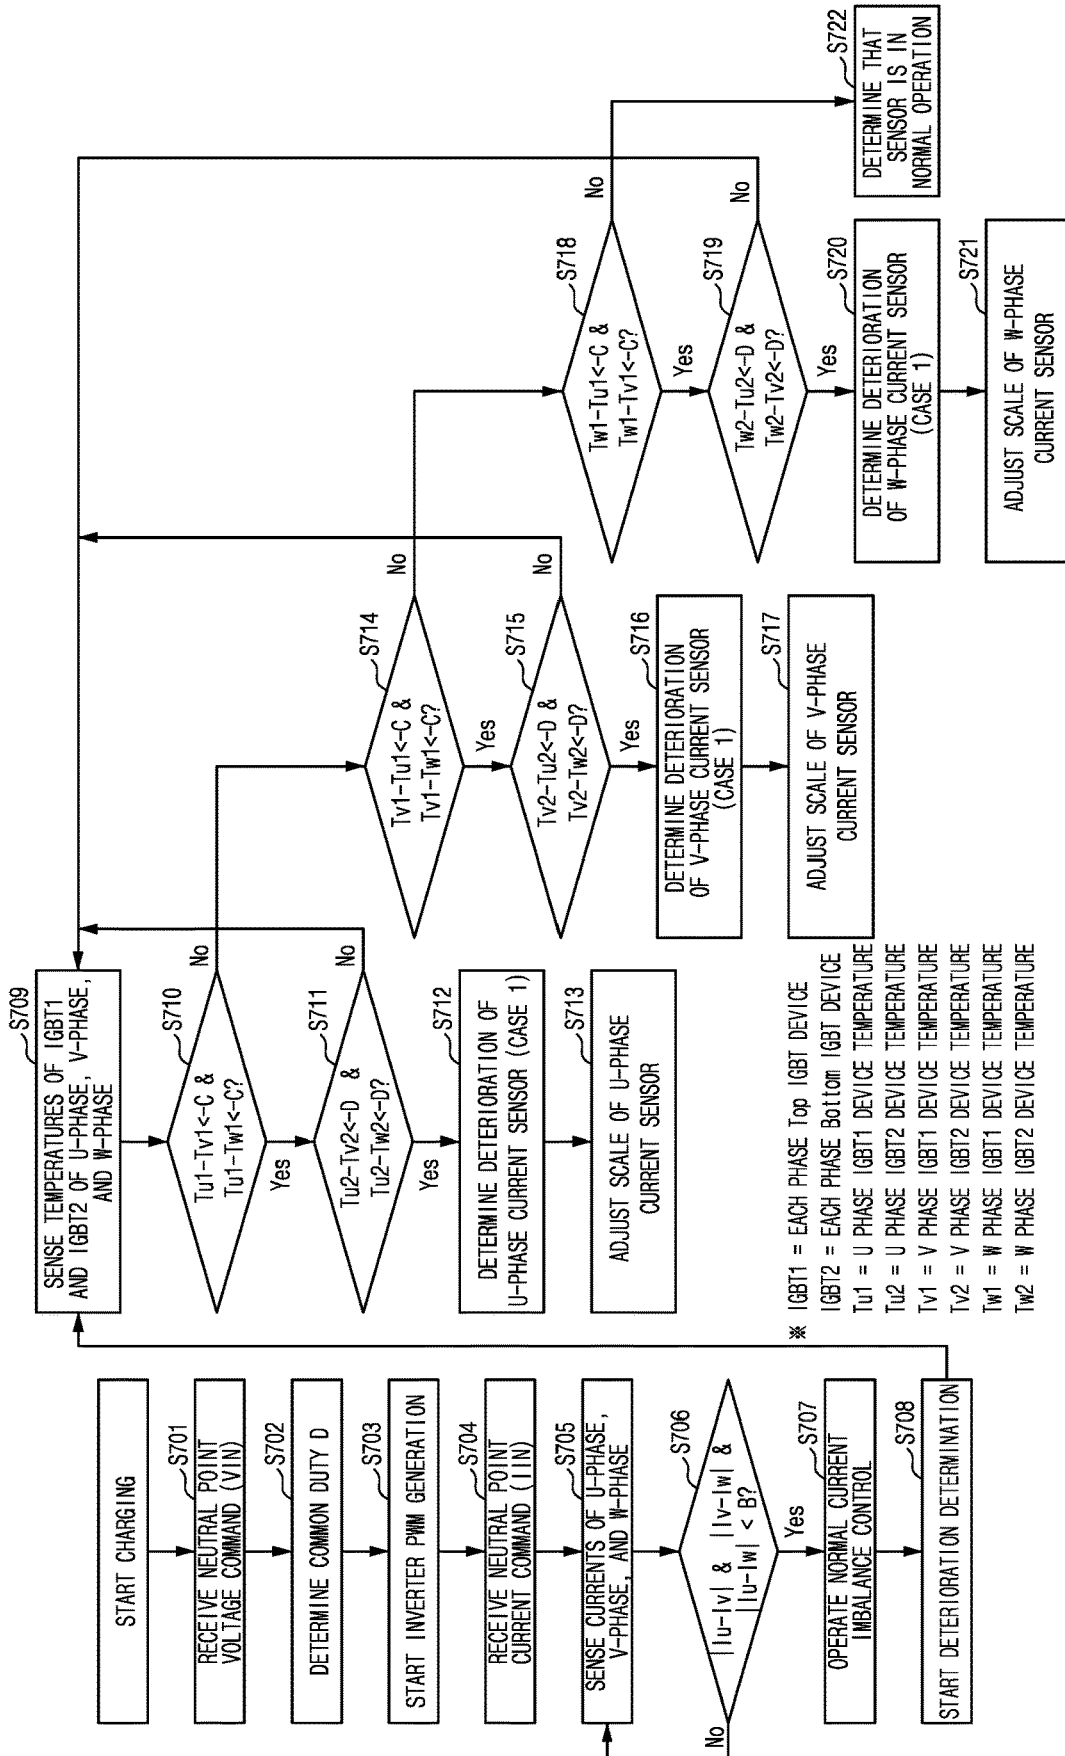 START CHARGING
S701
RECEIVE NEUTRAL POINT
VOLTAGE COMMAND (VIN)
S702
DETERMINE COMMON DUTY D
S703
START INVERTER PWM GENERATION
S704
RECEIVE NEUTRAL POINT
CURRENT COMMAND (IIN)
S705
SENSE CURRENTS OF U-PHASE,
V-PHASE, AND W-PHASE
S706
|Iu-Iv| & |Iv-Iw| &
|Iu-Iw| < B?
No
Yes
S707
OPERATE NORMAL CURRENT
IMBALANCE CONTROL
S708
START DETERIORATION DETERMINATION
S709
SENSE TEMPERATURES OF IGBT1
AND IGBT2 OF U-PHASE, V-PHASE,
AND W-PHASE
S710
Tu1-Tv1<-C &
Tu1-Tw1<-C?
No
Yes
S711
Tu2-Tv2<-D &
Tu2-Tw2<-D?
No
Yes
S712
DETERMINE DETERIORATION OF
U-PHASE CURRENT SENSOR (CASE 1)
S713
ADJUST SCALE OF U-PHASE
CURRENT SENSOR
S714
Tv1-Tu1<-C &
Tv1-Tw1<-C?
No
Yes
S715
Tv2-Tu2<-D &
Tv2-Tw2<-D?
No
Yes
S716
DETERMINE DETERIORATION
OF V-PHASE CURRENT SENSOR
(CASE 1)
S717
ADJUST SCALE OF V-PHASE
CURRENT SENSOR
S718
Tw1-Tu1<-C &
Tw1-Tv1<-C?
No
Yes
S719
Tw2-Tu2<-D &
Tw2-Tv2<-D?
No
Yes
S720
DETERMINE DETERIORATION
OF W-PHASE CURRENT SENSOR
(CASE 1)
S721
ADJUST SCALE OF W-PHASE
CURRENT SENSOR
S722
DETERMINE THAT
SENSOR IS IN
NORMAL OPERATION
※ IGBT1 = EACH PHASE Top IGBT DEVICE
IGBT2 = EACH PHASE Bottom IGBT DEVICE
Tu1 = U PHASE IGBT1 DEVICE TEMPERATURE
Tu2 = U PHASE IGBT2 DEVICE TEMPERATURE
Tv1 = V PHASE IGBT1 DEVICE TEMPERATURE
Tv2 = V PHASE IGBT2 DEVICE TEMPERATURE
Tw1 = W PHASE IGBT1 DEVICE TEMPERATURE
Tw2 = W PHASE IGBT2 DEVICE TEMPERATURE